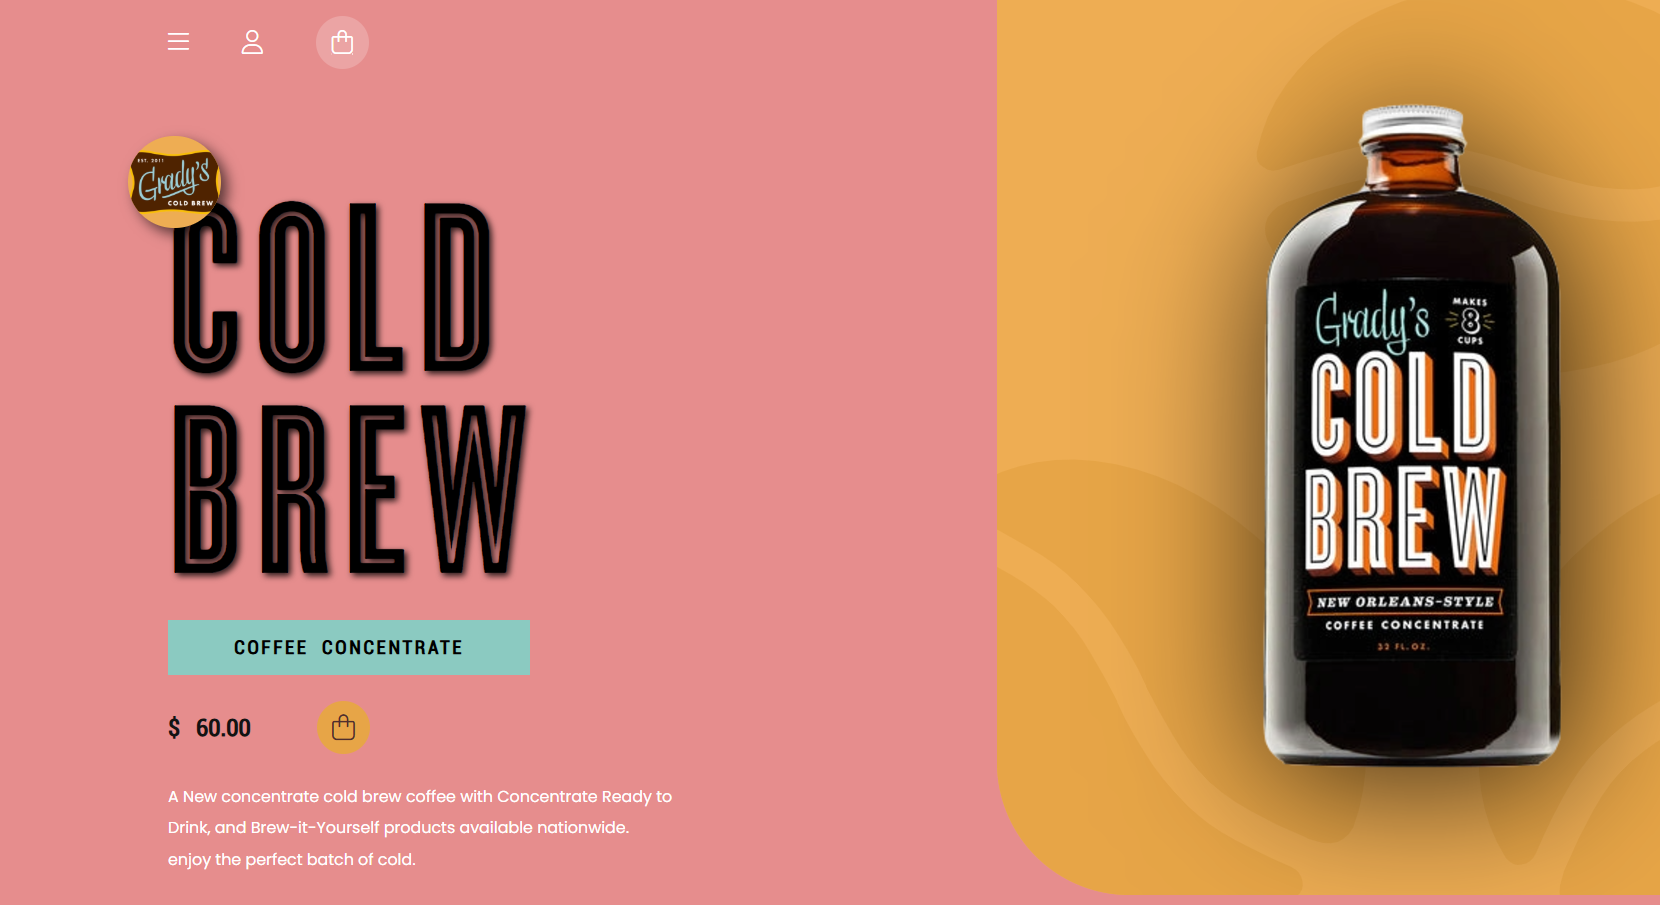 EST. 2011
Grady's
COLD BREW
COLD
BREW
COFFEE CONCENTRATE
$ 60.00
A New concentrate cold brew coffee with Concentrate Ready to
Drink, and Brew-it-Yourself products available nationwide.
enjoy the perfect batch of cold.
Grady's
MAKES
8
CUPS
COLD
BREW
NEW ORLEANS-STYLE
COFFEE CONCENTRATE
32 FL. OZ.